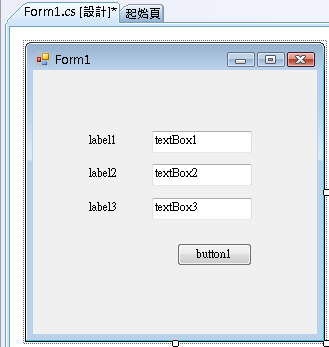 Form1.cs [設計]* 起始頁
Form1
label1 textBox1
label2 textBox2
label3 textBox3
button1